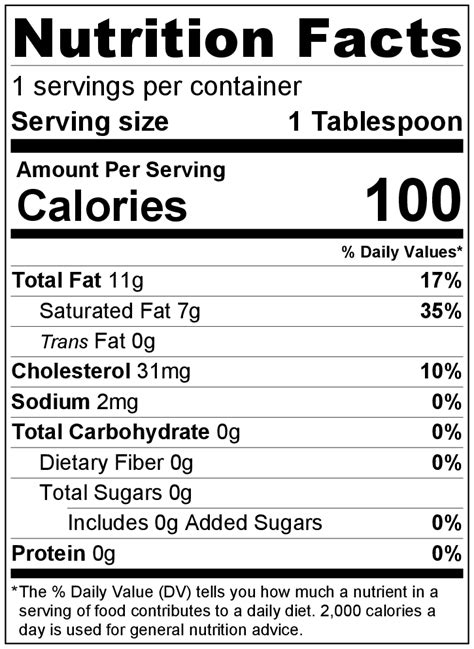 Nutrition Facts
1 servings per container
Serving size 1 Tablespoon
Amount Per Serving
Calories 100
% Daily Values*
Total Fat 11g 17%
Saturated Fat 7g 35%
Trans Fat 0g
Cholesterol 31mg 10%
Sodium 2mg 0%
Total Carbohydrate 0g 0%
Dietary Fiber 0g 0%
Total Sugars 0g
Includes 0g Added Sugars 0%
Protein 0g 0%
*The % Daily Value (DV) tells you how much a nutrient in a
serving of food contributes to a daily diet. 2,000 calories a
day is used for general nutrition advice.